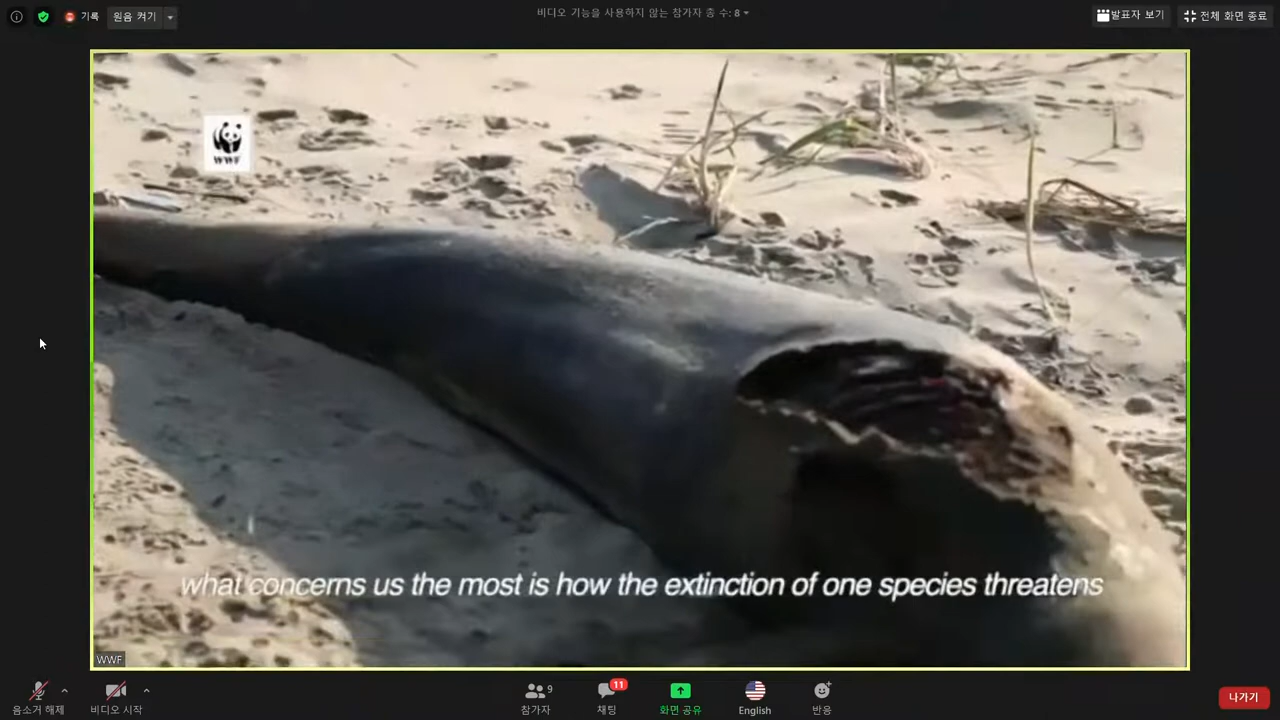 기록
원음 켜기
비디오 기능을 사용하지 않는 참가자 총 수: 8
발표자 보기
전체 화면 종료
WWF
what concerns us the most is how the extinction of one species threatens
WWF
음소거 해제
비디오 시작
9
참가자
11
채팅
화면 공유
English
반응
나가기